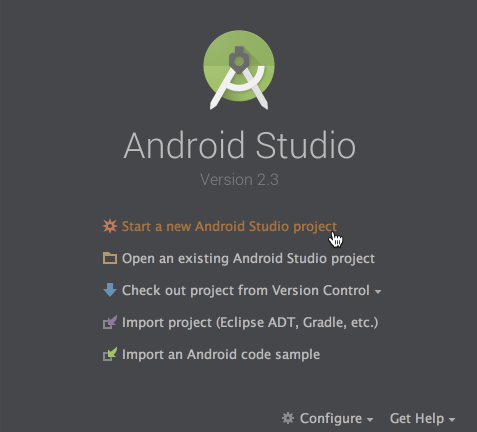 Android Studio
Version 2.3
Start a new Android Studio project
Open an existing Android Studio project
Check out project from Version Control
Import project (Eclipse ADT, Gradle, etc.)
Import an Android code sample
Configure Get Help